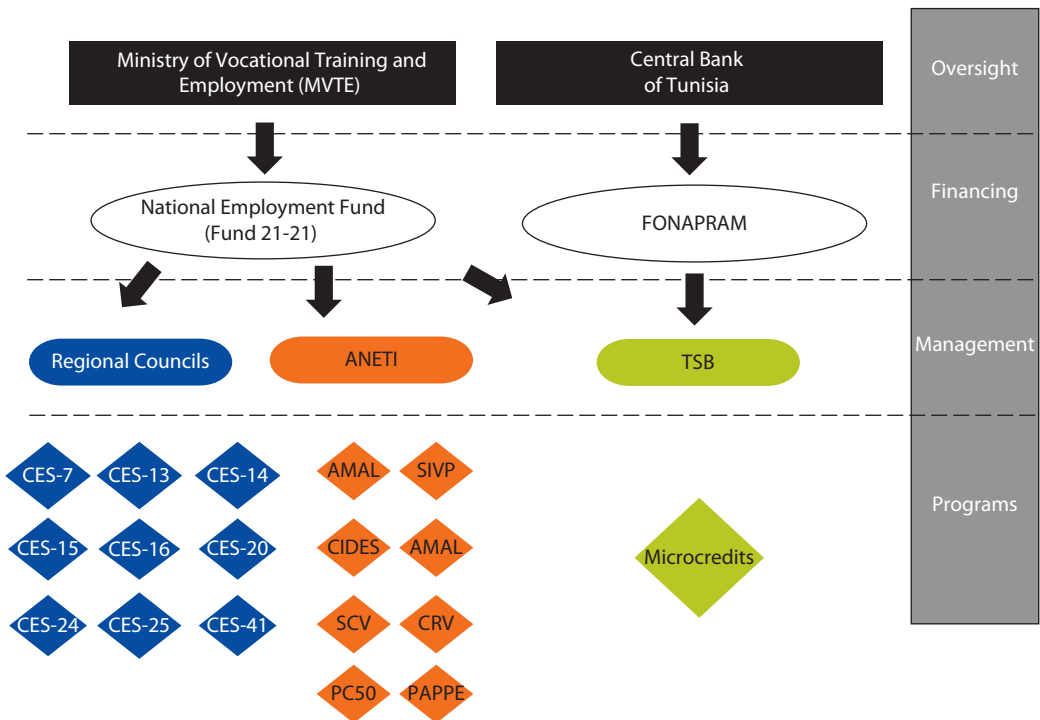 Ministry of Vocational Training and
Employment (MVTE)
Central Bank
of Tunisia
Oversight
National Employment Fund
(Fund 21-21)
FONAPRAM
Financing
Regional Councils
ANETI
TSB
Management
CES-7
CES-13
CES-14
AMAL
SIVP
CES-15
CES-16
CES-20
CIDES
AMAL
Microcredits
Programs
CES-24
CES-25
CES-41
SCV
CRV
PC50
PAPPE